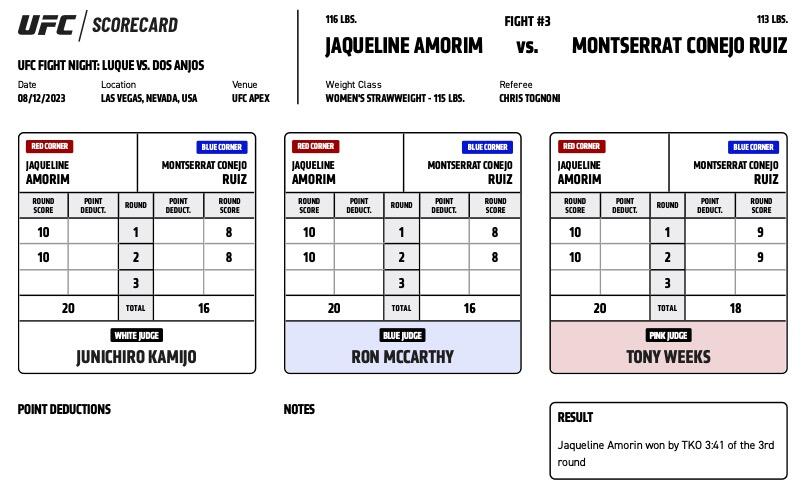 UFC / SCORECARD
UFC FIGHT NIGHT: LUQUE VS. DOS ANJOS
Date Location Venue
08/12/2023 LAS VEGAS, NEVADA, USA UFC APEX
116 LBS. FIGHT #3 113 LBS.
JAQUELINE AMORIM vs. MONTSERRAT CONEJO RUIZ
Weight Class Referee
WOMEN'S STRAWWEIGHT - 115 LBS. CHRIS TOGNONI
RED CORNER BLUE CORNER
JAQUELINE MONTSERRAT CONEJO
AMORIM RUIZ
ROUND POINT ROUND POINT ROUND
SCORE DEDUCT. DEDUCT. SCORE
10 1 8
10 2 8
3
20 TOTAL 16
WHITE JUDGE
JUNICHIRO KAMIJO
RED CORNER BLUE CORNER
JAQUELINE MONTSERRAT CONEJO
AMORIM RUIZ
ROUND POINT ROUND POINT ROUND
SCORE DEDUCT. DEDUCT. SCORE
10 1 8
10 2 8
3
20 TOTAL 16
BLUE JUDGE
RON MCCARTHY
RED CORNER BLUE CORNER
JAQUELINE MONTSERRAT CONEJO
AMORIM RUIZ
ROUND POINT ROUND POINT ROUND
SCORE DEDUCT. DEDUCT. SCORE
10 1 9
10 2 9
3
20 TOTAL 18
PINK JUDGE
TONY WEEKS
POINT DEDUCTIONS
NOTES
RESULT
Jaqueline Amorin won by TKO 3:41 of the 3rd
round